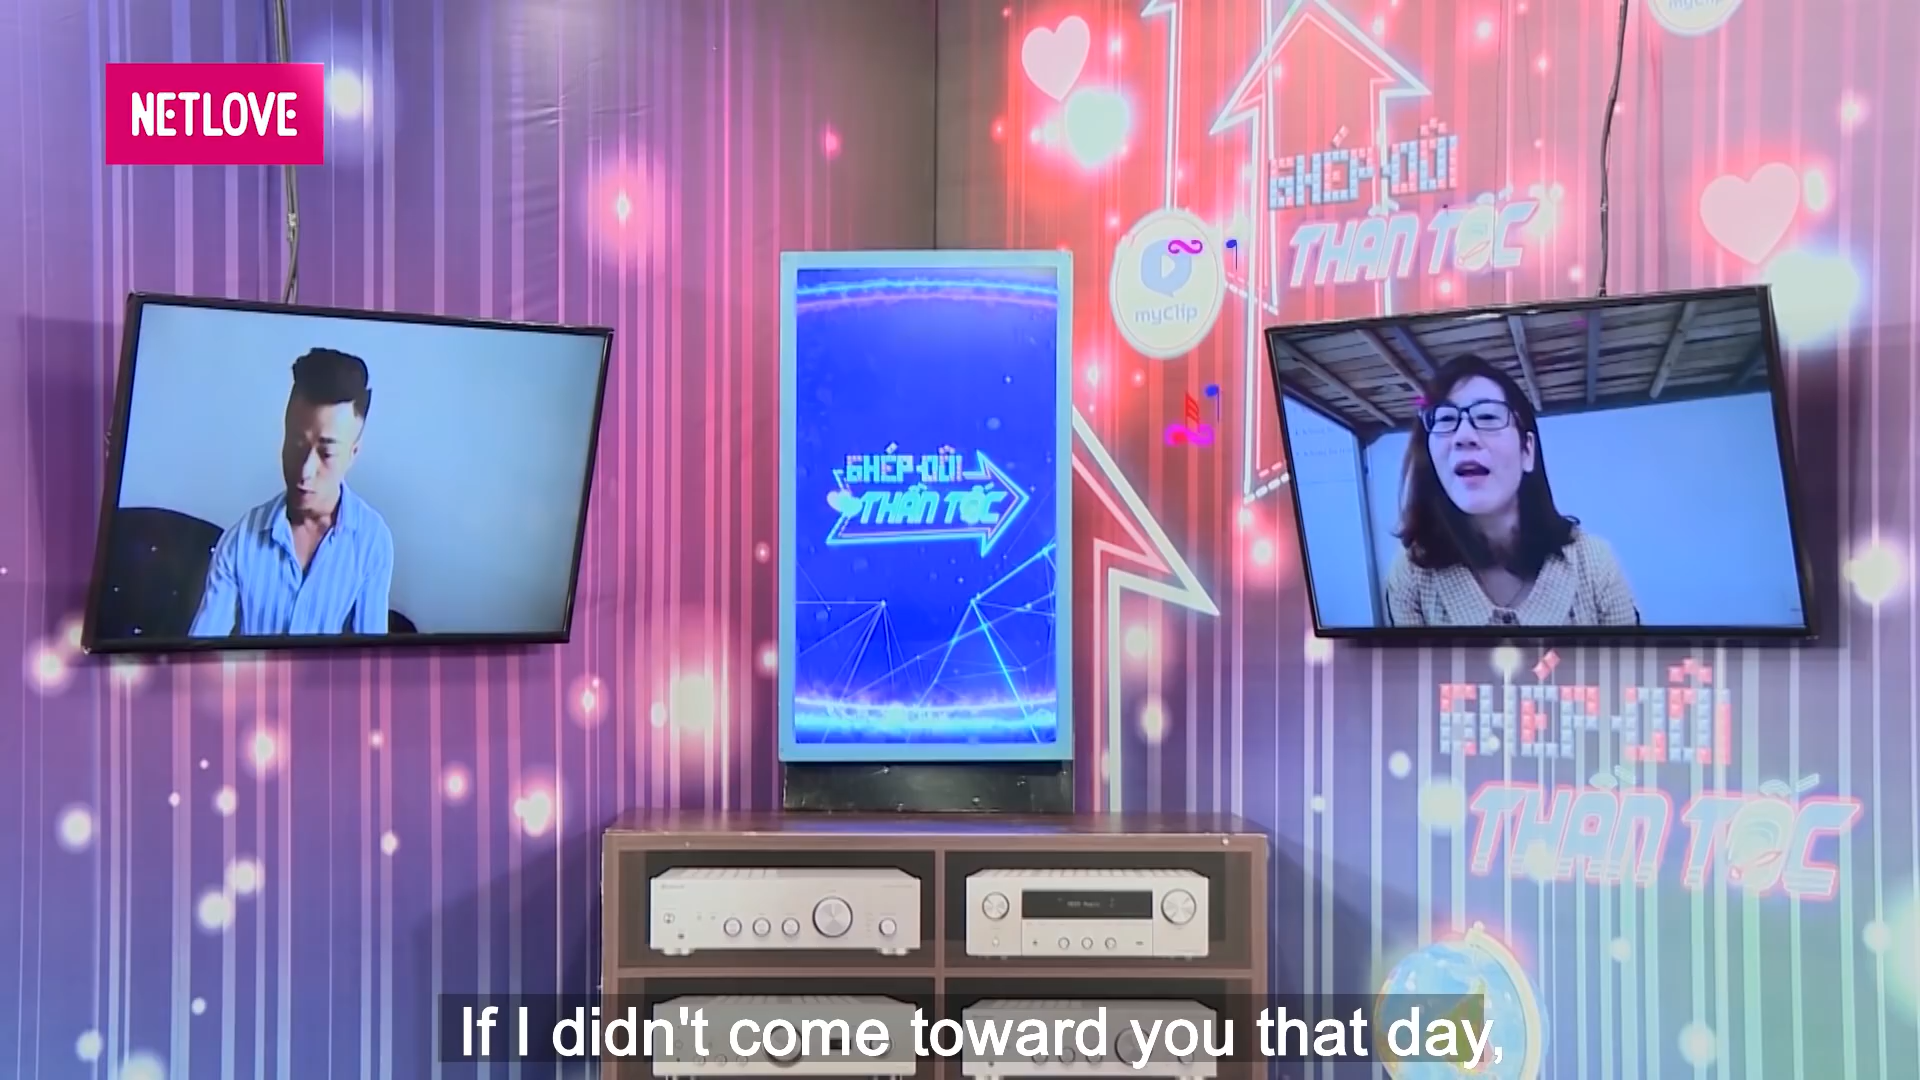 NETLOVE
myClip
GHÉP ĐÔI
THẦN TỐC
myClip
GHÉP ĐÔI
THẦN TỐC
GHÉP ĐÔI
THẦN TỐC
If I didn't come toward you that day,